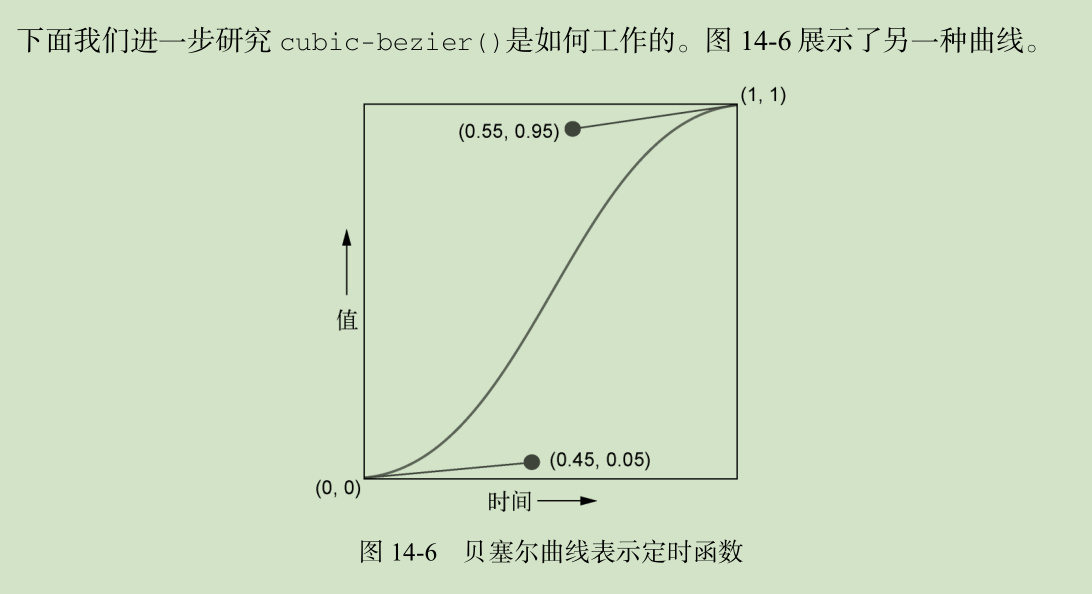 下面我们进一步研究 cubic-bezier()是如何工作的。图 14-6 展示了另一种曲线。
(1, 1)
(0.55, 0.95)
值
(0.45, 0.05)
(0, 0)
时间
图 14-6　贝塞尔曲线表示定时函数